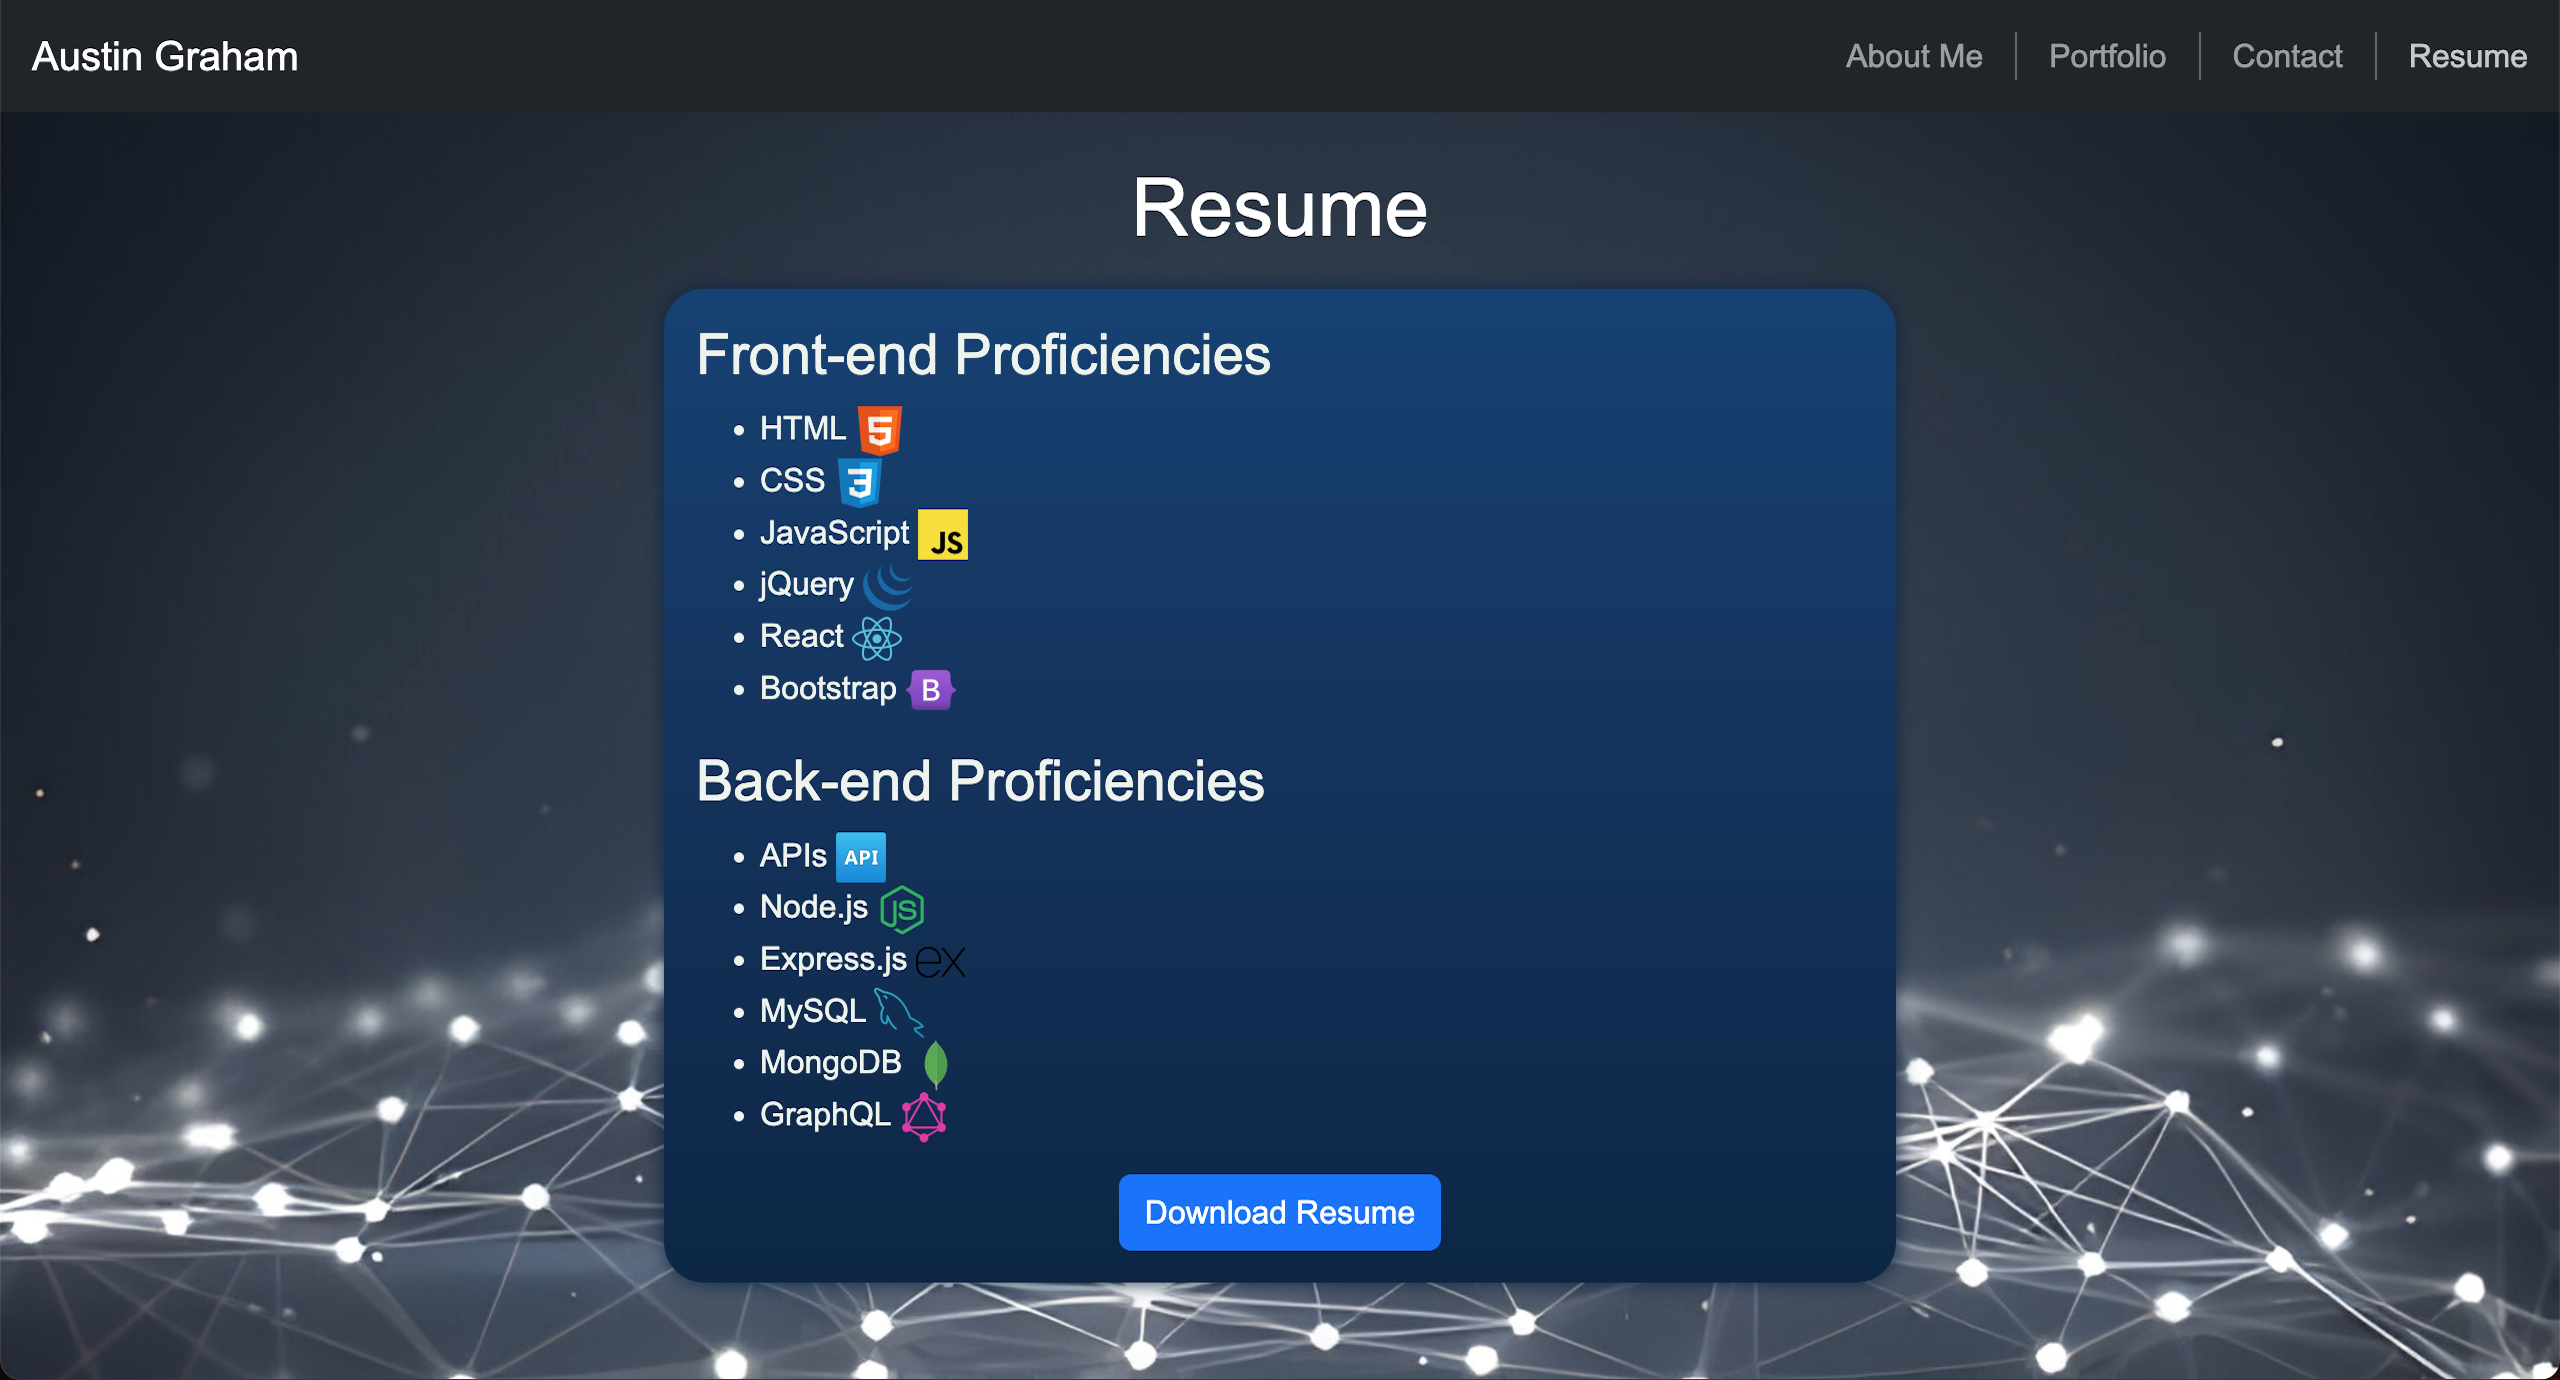 Austin Graham
About Me
Portfolio
Contact
Resume
Resume
Front-end Proficiencies
HTML 5
CSS 3
JavaScript JS
jQuery
React
Bootstrap B
Back-end Proficiencies
APIs API
Node.js JS
Express.js ex
MySQL
MongoDB
GraphQL
Download Resume